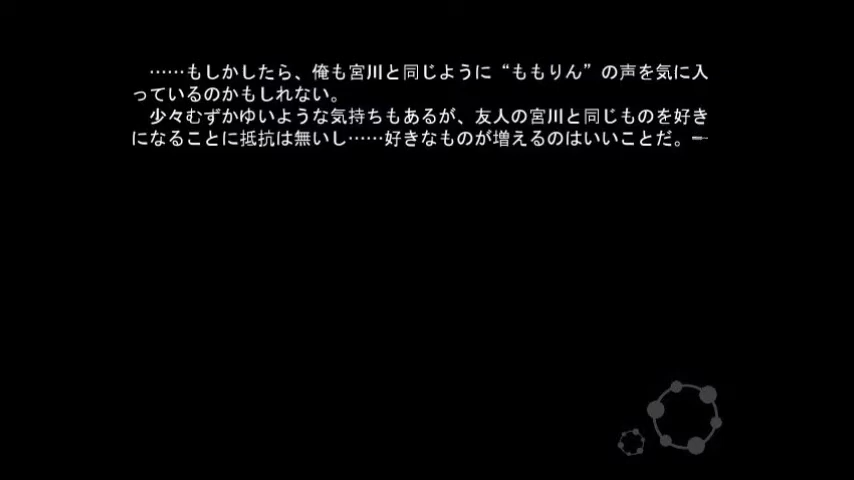 ……もしかしたら、俺も宮川と同じように“ももりん”の声を気に入
っているのかもしれない。
少々むずかゆいような気持ちもあるが、友人の宮川と同じものを好き
になることに抵抗は無いし……好きなものが増えるのはいいことだ。